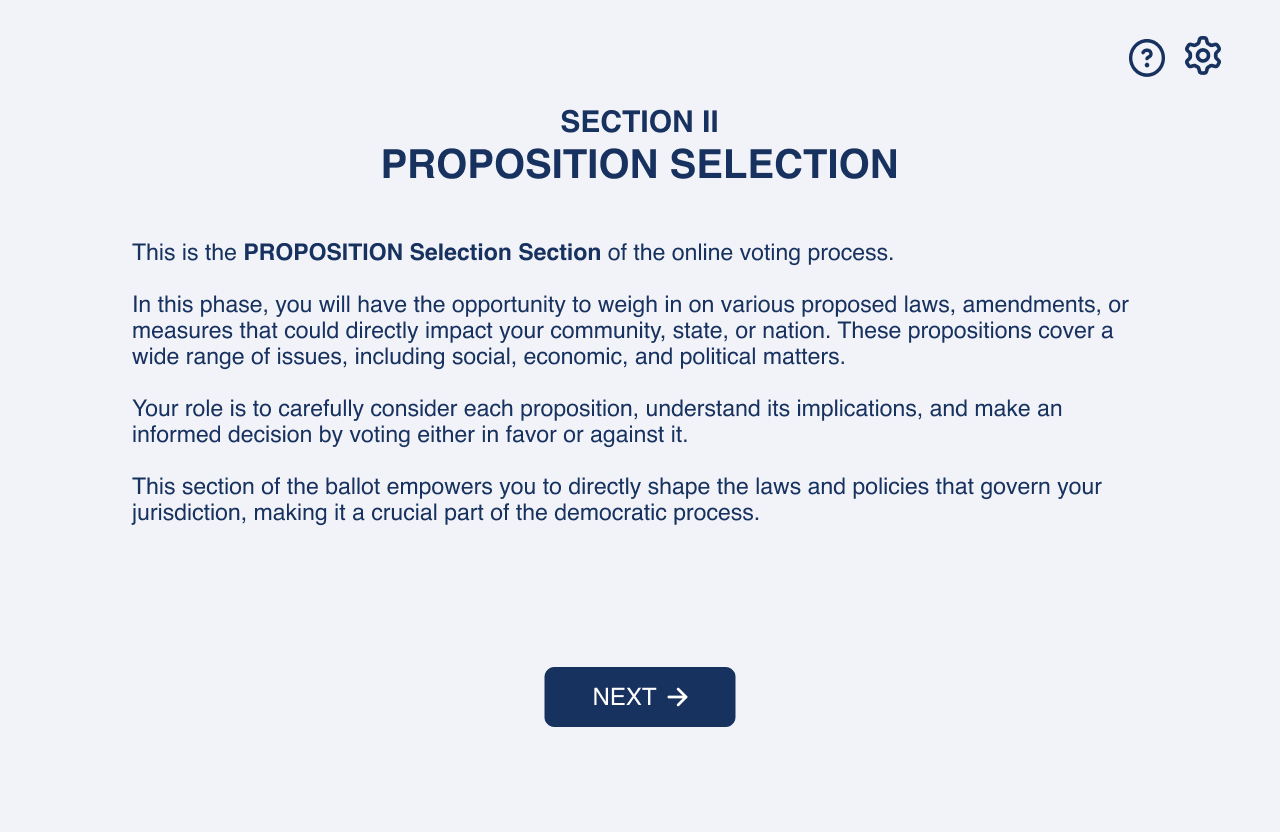 SECTION II
PROPOSITION SELECTION
This is the PROPOSITION Selection Section of the online voting process.
In this phase, you will have the opportunity to weigh in on various proposed laws, amendments, or
measures that could directly impact your community, state, or nation. These propositions cover a
wide range of issues, including social, economic, and political matters.
Your role is to carefully consider each proposition, understand its implications, and make an
informed decision by voting either in favor or against it.
This section of the ballot empowers you to directly shape the laws and policies that govern your
jurisdiction, making it a crucial part of the democratic process.
NEXT →